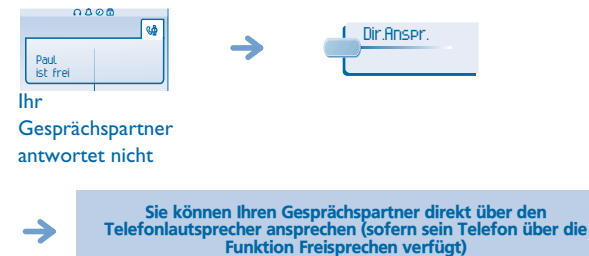 Paul
ist frei
Dir.Anspr.
Ihr
Gesprächspartner
antwortet nicht
Sie können Ihren Gesprächspartner direkt über den
Telefonlautsprecher ansprechen (sofern sein Telefon über die
Funktion Freisprechen verfügt)